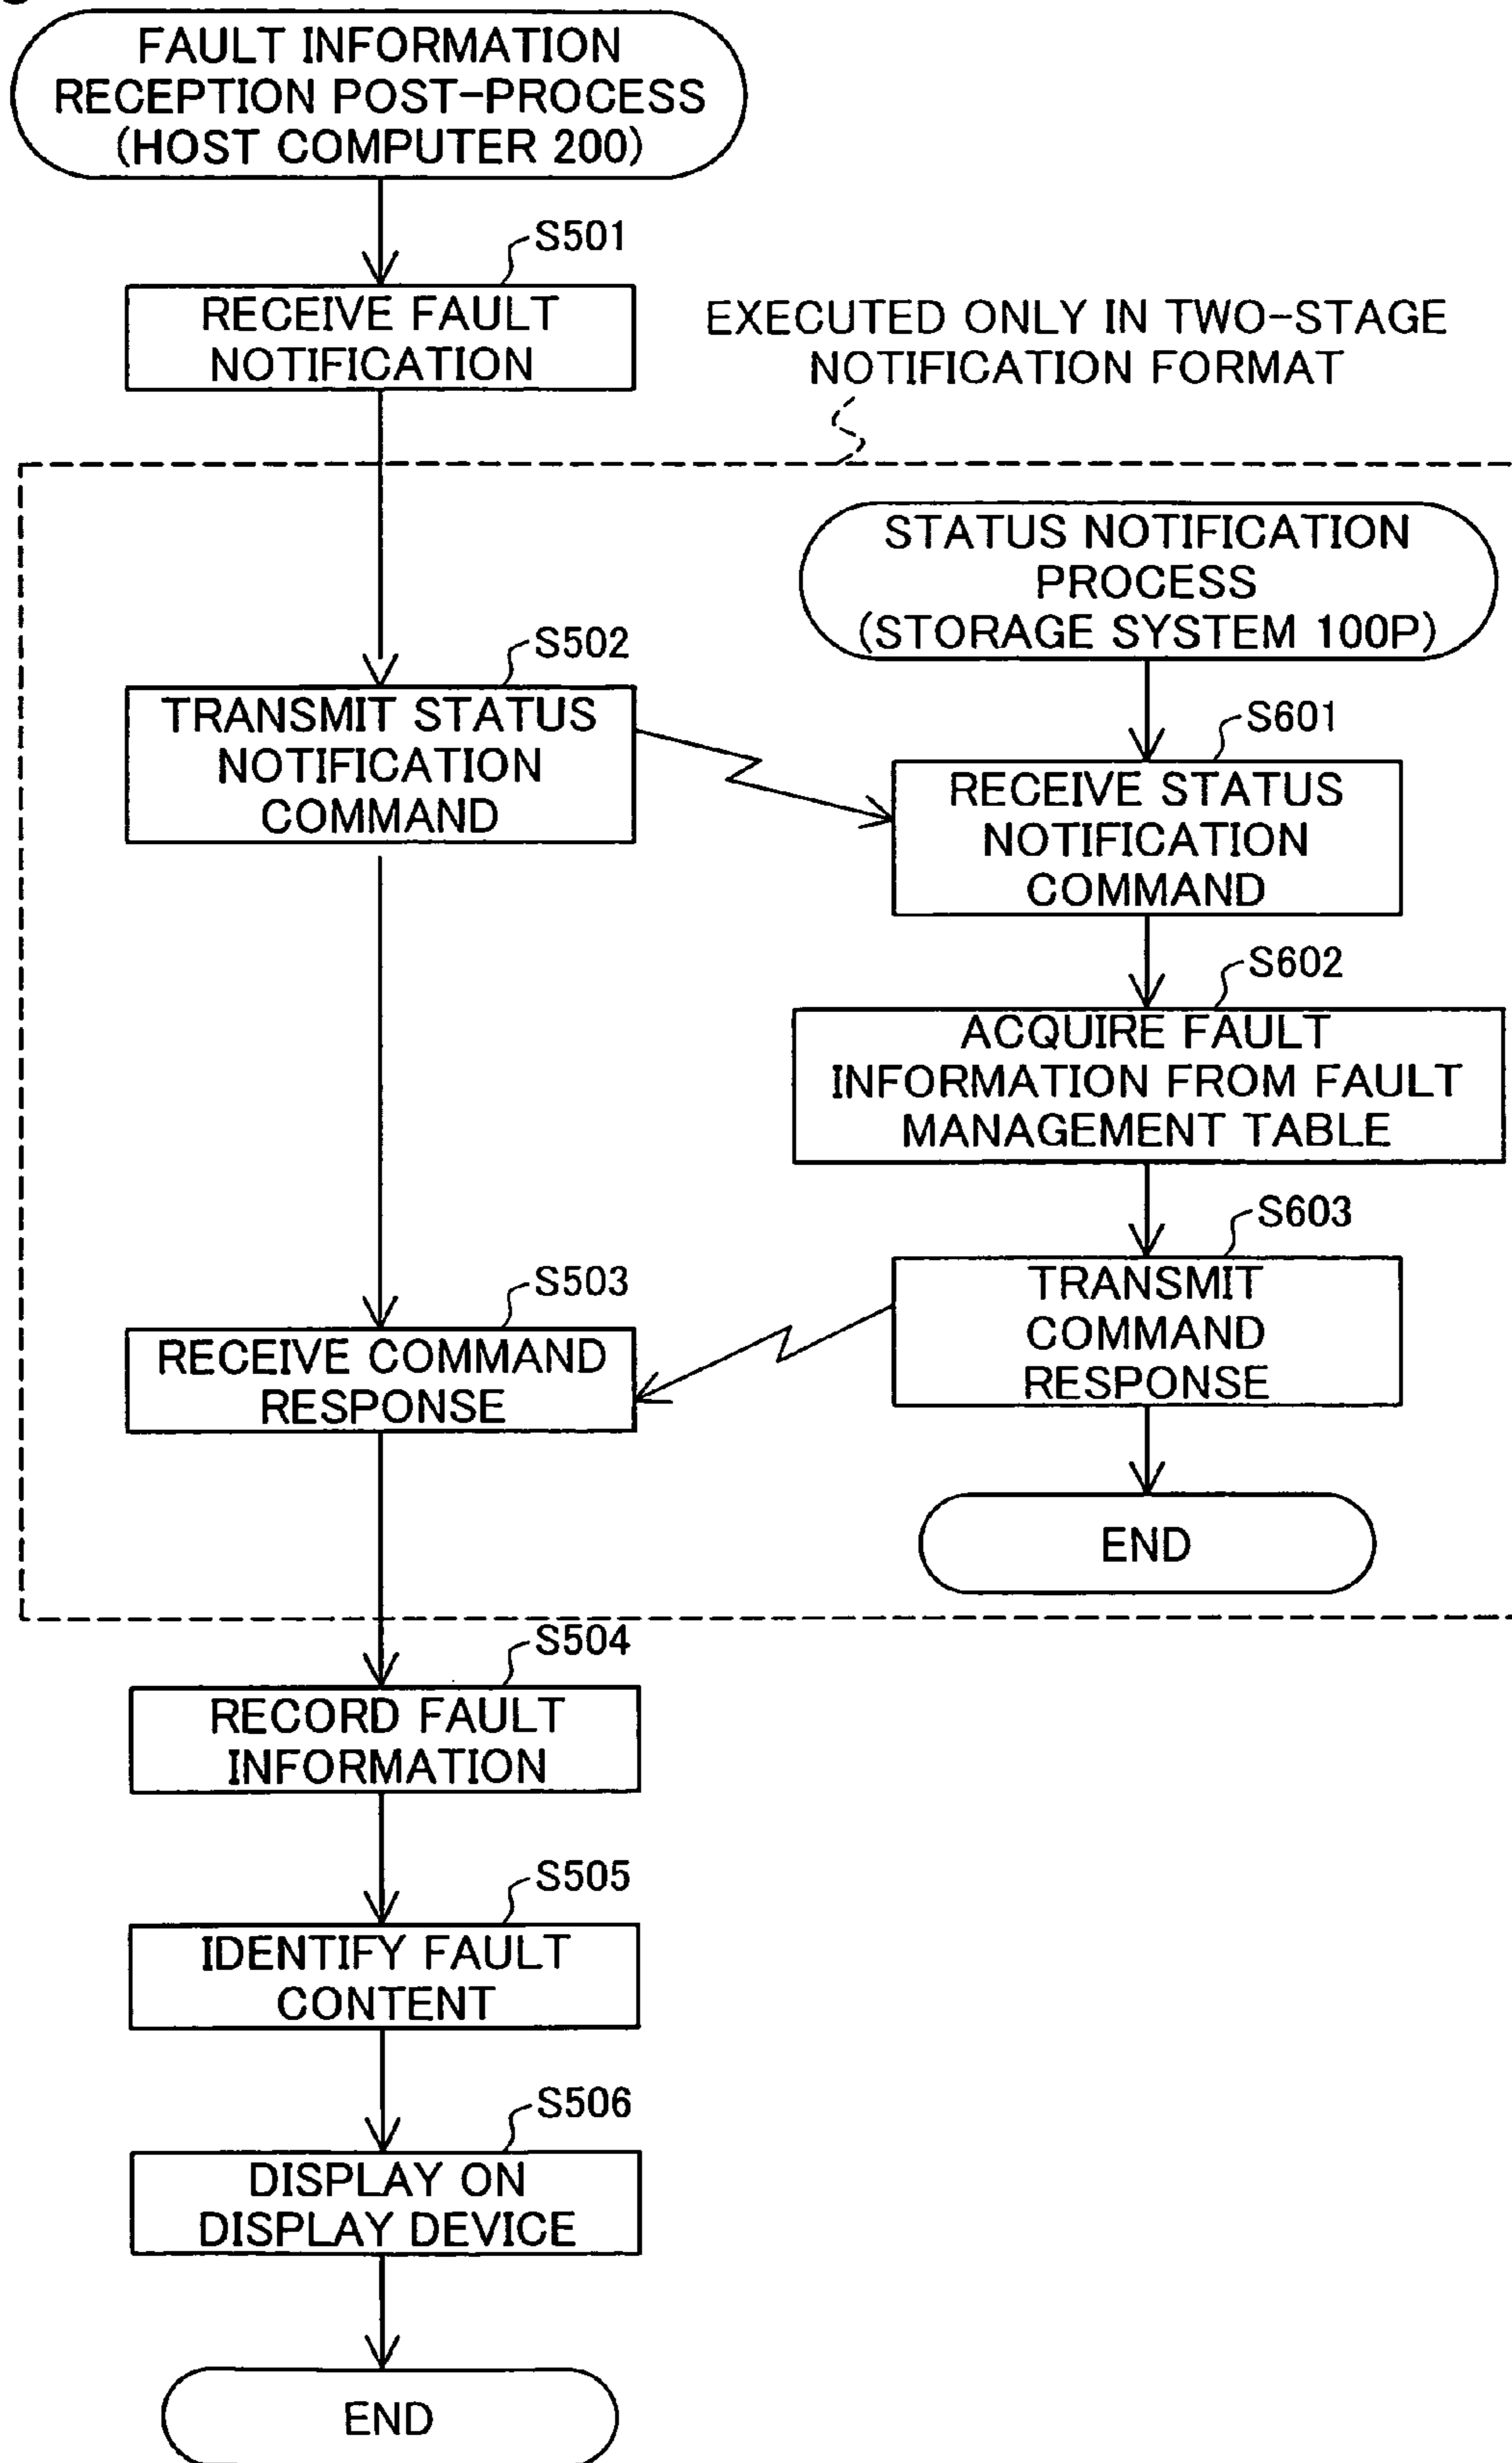 FAULT INFORMATION
RECEPTION POST-PROCESS
(HOST COMPUTER 200)
S501
RECEIVE FAULT
NOTIFICATION
EXECUTED ONLY IN TWO-STAGE
NOTIFICATION FORMAT
STATUS NOTIFICATION
PROCESS
(STORAGE SYSTEM 100P)
S502
TRANSMIT STATUS
NOTIFICATION
COMMAND
S601
RECEIVE STATUS
NOTIFICATION
COMMAND
S602
ACQUIRE FAULT
INFORMATION FROM FAULT
MANAGEMENT TABLE
S603
TRANSMIT
COMMAND
RESPONSE
S503
RECEIVE COMMAND
RESPONSE
END
S504
RECORD FAULT
INFORMATION
S505
IDENTIFY FAULT
CONTENT
S506
DISPLAY ON
DISPLAY DEVICE
END